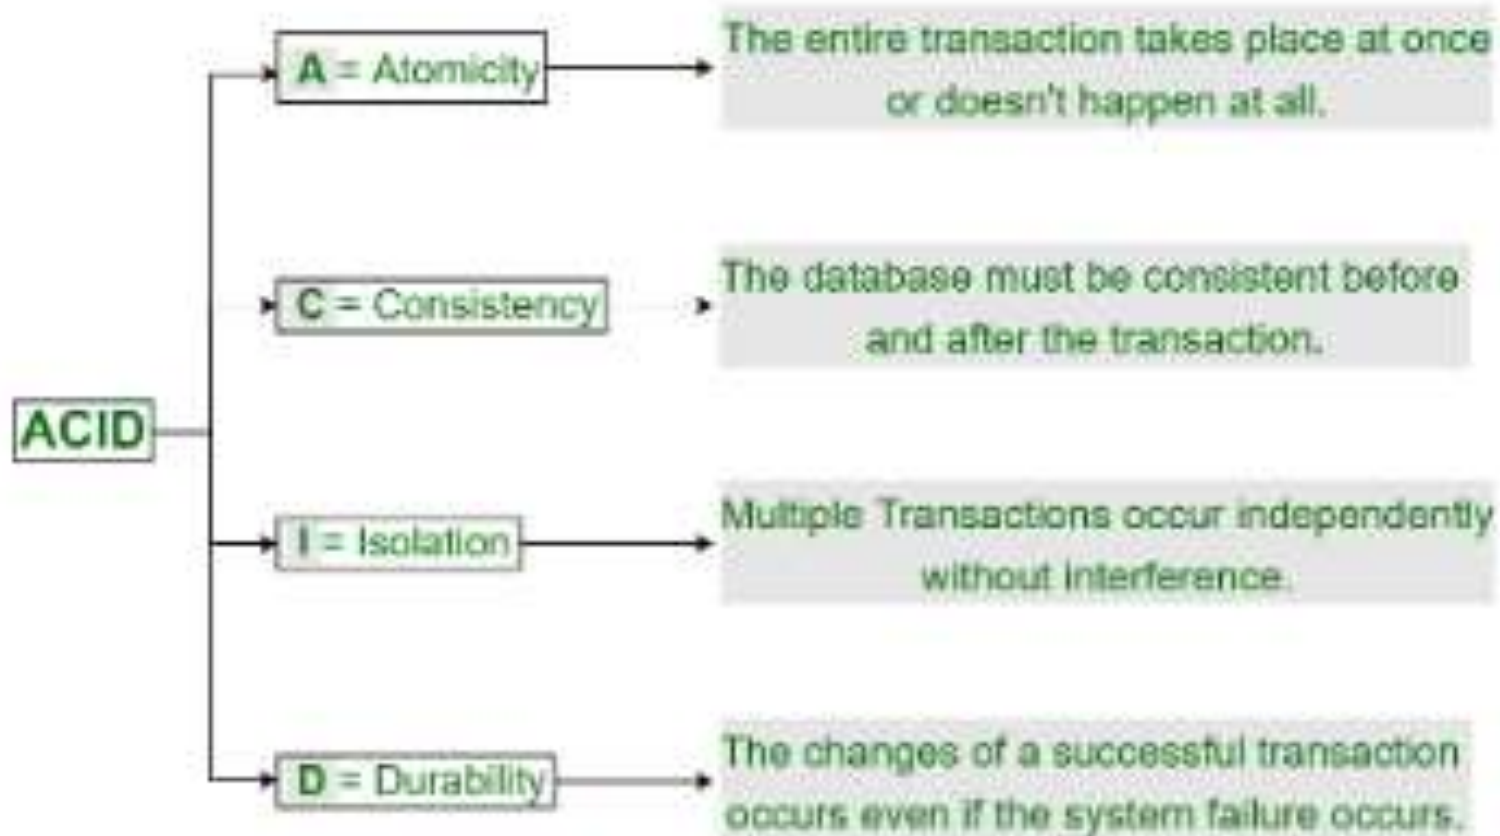 A = Atomicity
The entire transaction takes place at once
or doesn't happen at all.
C = Consistency
The database must be consistent before
and after the transaction.
ACID
I = Isolation
Multiple Transactions occur independently
without interference.
D = Durability
The changes of a successful transaction
occurs even if the system failure occurs.